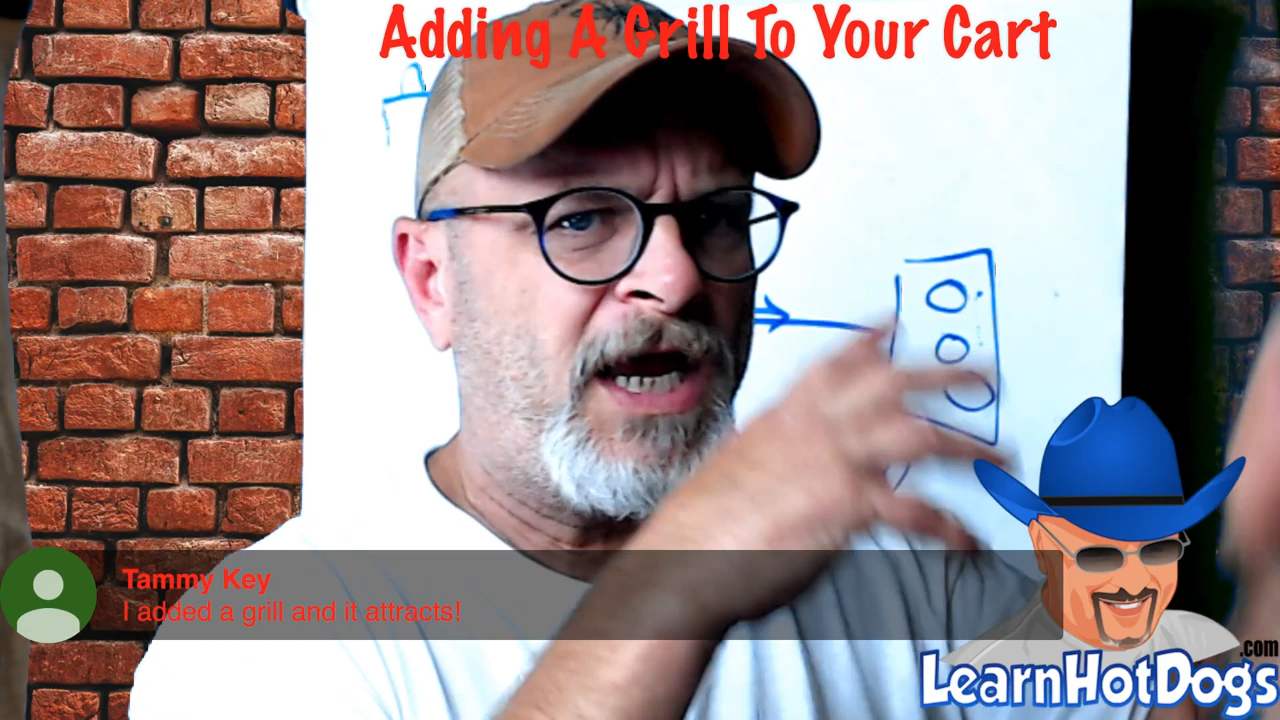 Adding A Grill To Your Cart
Tammy Key
I added a grill and it attracts!
.com
LearnHotDogs